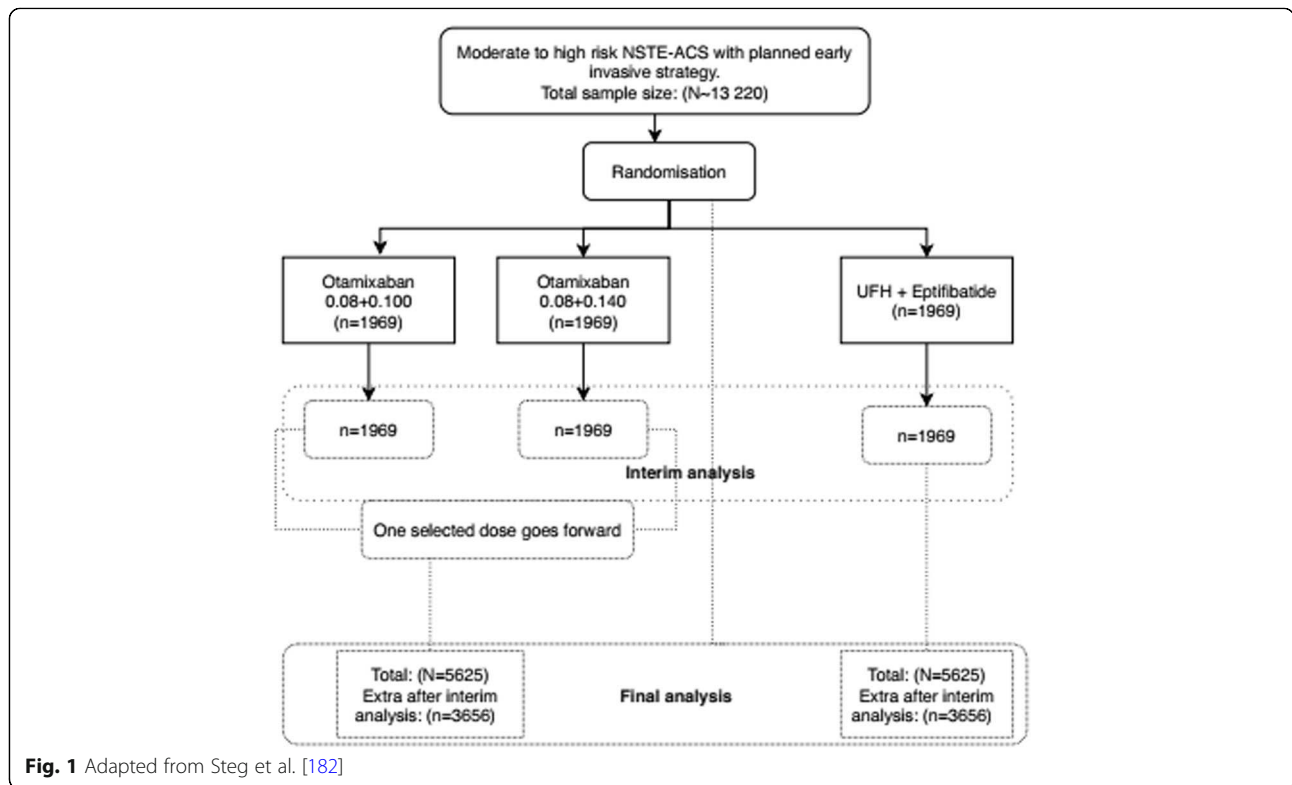 Moderate to high risk NSTE-ACS with planned early
invasive strategy.
Total sample size: (N~13 220)
Randomisation
Otamixaban
0.08+0.100
(n=1969)
Otamixaban
0.08+0.140
(n=1969)
UFH + Eptifibatide
(n=1969)
n=1969
n=1969
n=1969
Interim analysis
One selected dose goes forward
Total: (N=5625)
Extra after interim
analysis: (n=3656)
Final analysis
Total: (N=5625)
Extra after interim
analysis: (n=3656)
Fig. 1 Adapted from Steg et al. [182]